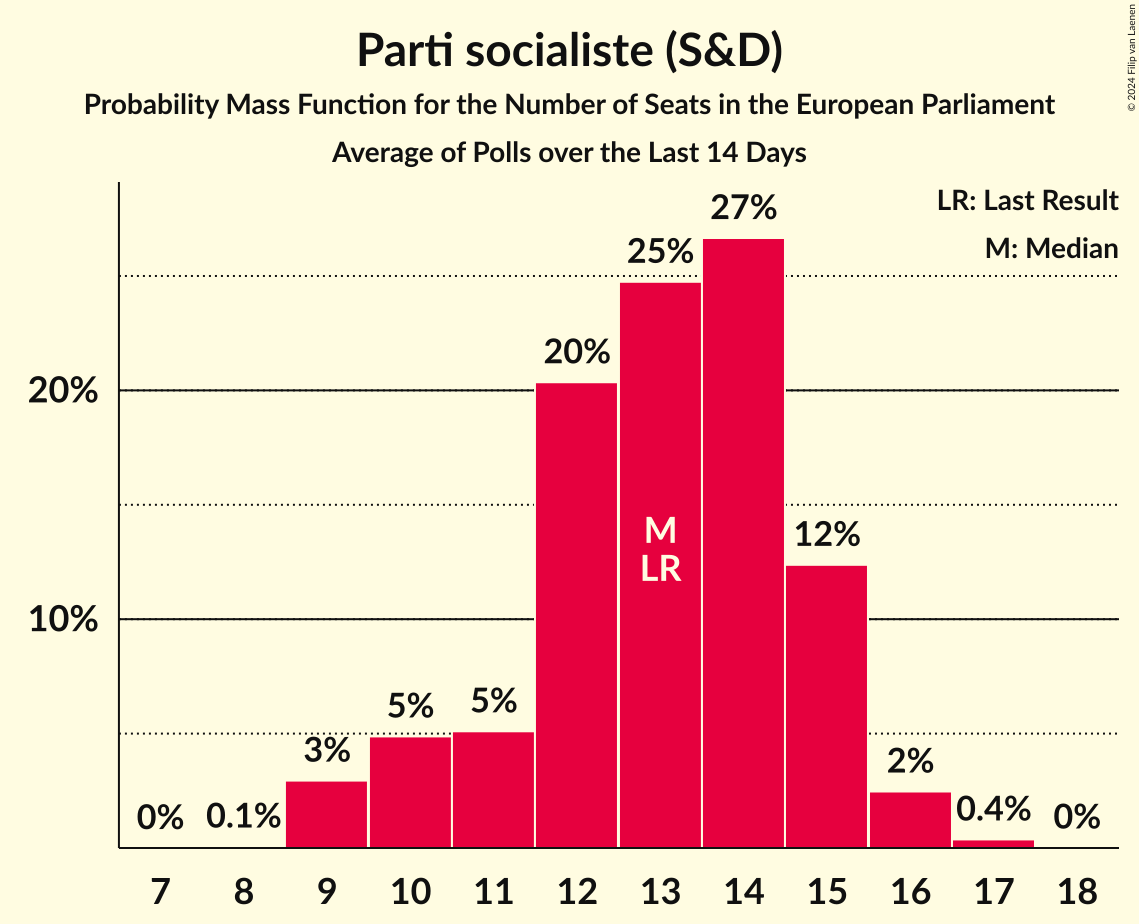 Parti socialiste (S&D)
Probability Mass Function for the Number of Seats in the European Parliament
Average of Polls over the Last 14 Days
© 2024 Filip van Laenen
LR: Last Result
M: Median
27%
25%
20%
20%
M
LR
12%
10%
5%
5%
3%
2%
0%
0.1%
0.4%
0%
7 8 9 10 11 12 13 14 15 16 17 18